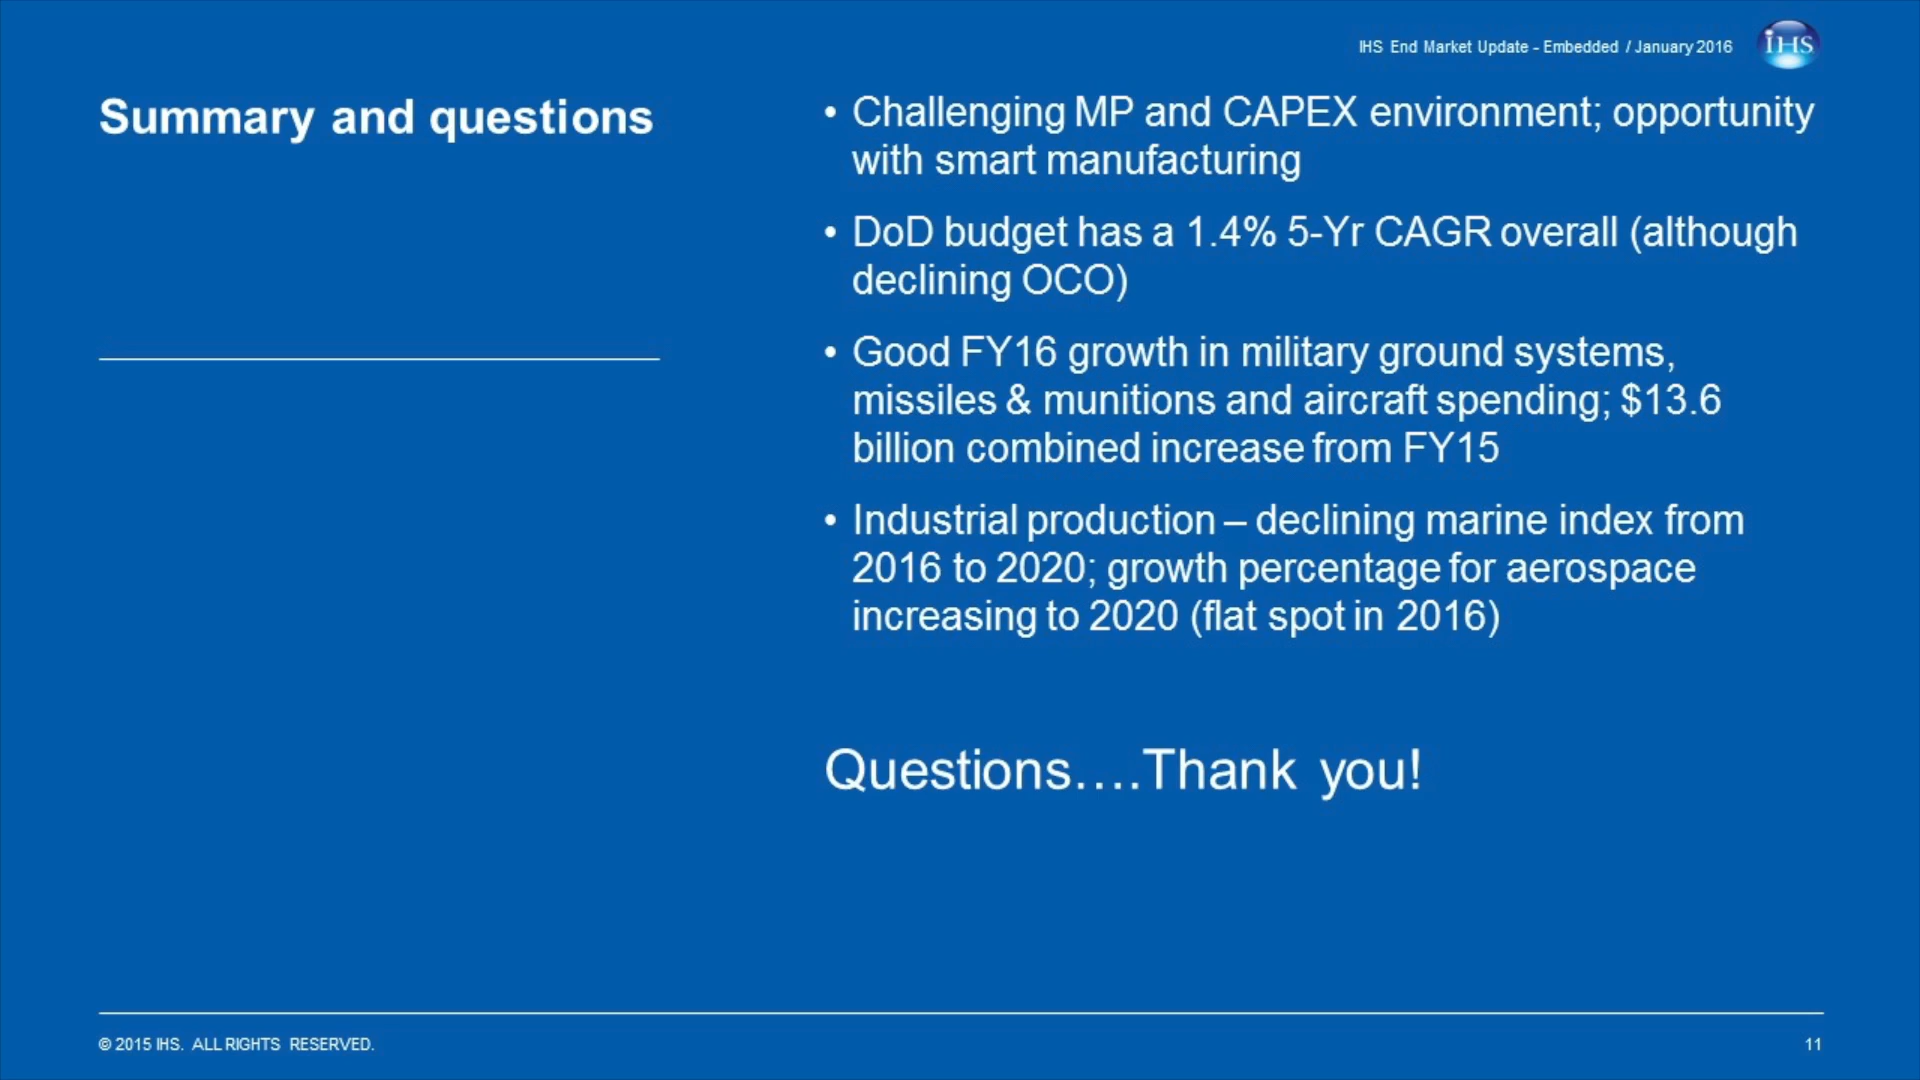 IHS End Market Update - Embedded / January 2016
iHS
Summary and questions
• Challenging MP and CAPEX environment; opportunity
with smart manufacturing
• DoD budget has a 1.4% 5-Yr CAGR overall (although
declining OCO)
• Good FY16 growth in military ground systems,
missiles & munitions and aircraft spending; $13.6
billion combined increase from FY15
• Industrial production – declining marine index from
2016 to 2020; growth percentage for aerospace
increasing to 2020 (flat spot in 2016)
Questions….Thank you!
© 2015 IHS. ALL RIGHTS RESERVED.
11